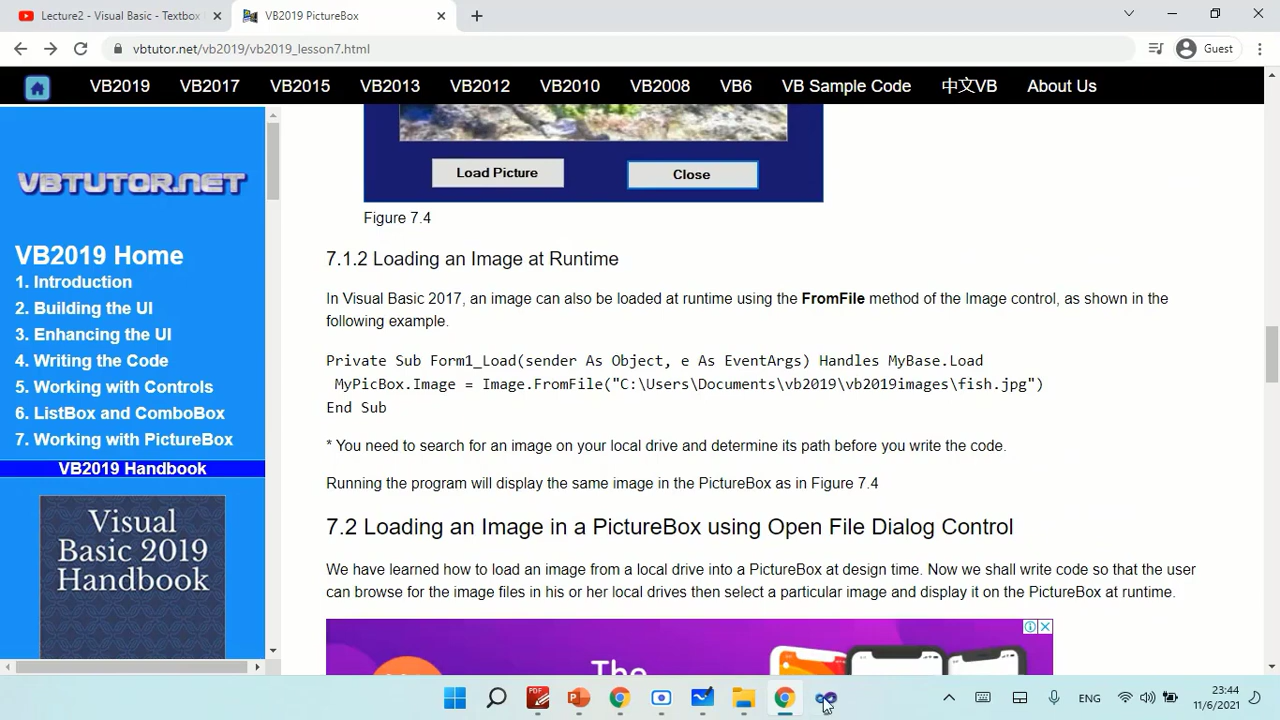 Lecture2 - Visual Basic - Textbox
VB2019 PictureBox
vbtutor.net/vb2019/vb2019_lesson7.html
Guest
VB2019 VB2017 VB2015 VB2013 VB2012 VB2010 VB2008 VB6 VB Sample Code 中文VB About Us
VBTUTOR.NET
VB2019 Home
1. Introduction
2. Building the UI
3. Enhancing the UI
4. Writing the Code
5. Working with Controls
6. ListBox and ComboBox
7. Working with PictureBox
VB2019 Handbook
Visual
Basic 2019
Handbook
Load Picture
Close
Figure 7.4
7.1.2 Loading an Image at Runtime
In Visual Basic 2017, an image can also be loaded at runtime using the FromFile method of the Image control, as shown in the
following example.
Private Sub Form1_Load(sender As Object, e As EventArgs) Handles MyBase.Load
MyPicBox.Image = Image.FromFile("C:\Users\Documents\vb2019\vb2019images\fish.jpg")
End Sub
* You need to search for an image on your local drive and determine its path before you write the code.
Running the program will display the same image in the PictureBox as in Figure 7.4
7.2 Loading an Image in a PictureBox using Open File Dialog Control
We have learned how to load an image from a local drive into a PictureBox at design time. Now we shall write code so that the user
can browse for the image files in his or her local drives then select a particular image and display it on the PictureBox at runtime.
The
PDF
ENG
23:44
11/6/2021